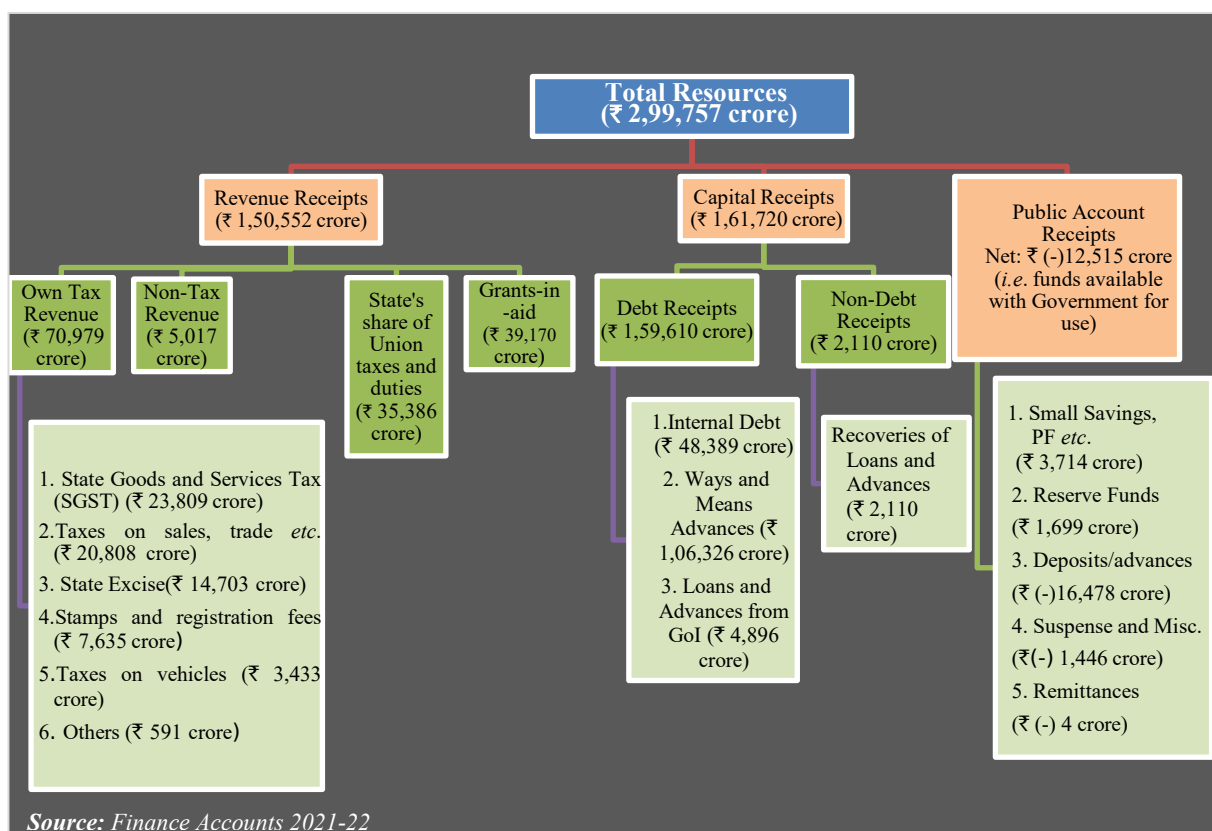 Total Resources
(₹ 2,99,757 crore)
Revenue Receipts
(₹ 1,50,552 crore)
Capital Receipts
(₹ 1,61,720 crore)
Public Account
Receipts
Net: ₹ (-)12,515 crore
(i.e. funds available
with Government for
use)
Own Tax
Revenue
(₹ 70,979
crore)
Non-Tax
Revenue
(₹ 5,017
crore)
State's
share of
Union
taxes and
duties
(₹ 35,386
crore)
Grants-in
-aid
(₹ 39,170
crore)
Debt Receipts
(₹ 1,59,610 crore)
Non-Debt
Receipts
(₹ 2,110 crore)
1. State Goods and Services Tax
(SGST) (₹ 23,809 crore)
2.Taxes on sales, trade etc.
(₹ 20,808 crore)
3. State Excise(₹ 14,703 crore)
4.Stamps and registration fees
(₹ 7,635 crore)
5.Taxes on vehicles (₹ 3,433
crore)
6. Others (₹ 591 crore)
1.Internal Debt
(₹ 48,389 crore)
2. Ways and
Means
Advances (₹
1,06,326 crore)
3. Loans and
Advances from
GoI (₹ 4,896
crore)
Recoveries of
Loans and
Advances
(₹ 2,110
crore)
1. Small Savings,
PF etc.
(₹ 3,714 crore)
2. Reserve Funds
(₹ 1,699 crore)
3. Deposits/advances
(₹ (-)16,478 crore)
4. Suspense and Misc.
(₹(-) 1,446 crore)
5. Remittances
(₹ (-) 4 crore)
Source: Finance Accounts 2021-22